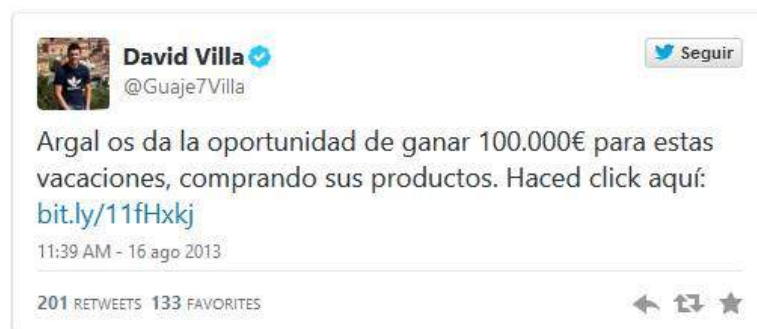 David Villa
@Guaje7Villa
Seguir
Argal os da la oportunidad de ganar 100.000€ para estas
vacaciones, comprando sus productos. Haced click aquí:
bit.ly/11fHxkj
11:39 AM - 16 ago 2013
201 RETWEETS 133 FAVORITES